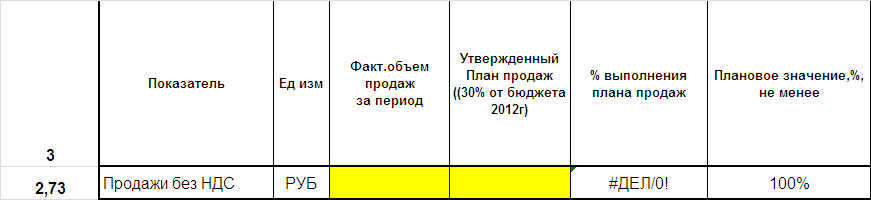 3
Показатель
Ед изм
Факт.объем
продаж
за период
Утвержденный
План продаж
((30% от бюджета
2012г)
% выполнения
плана продаж
Плановое значение,%,
не менее
2,73
Продажи без НДС
РУБ
#ДЕЛ/0!
100%